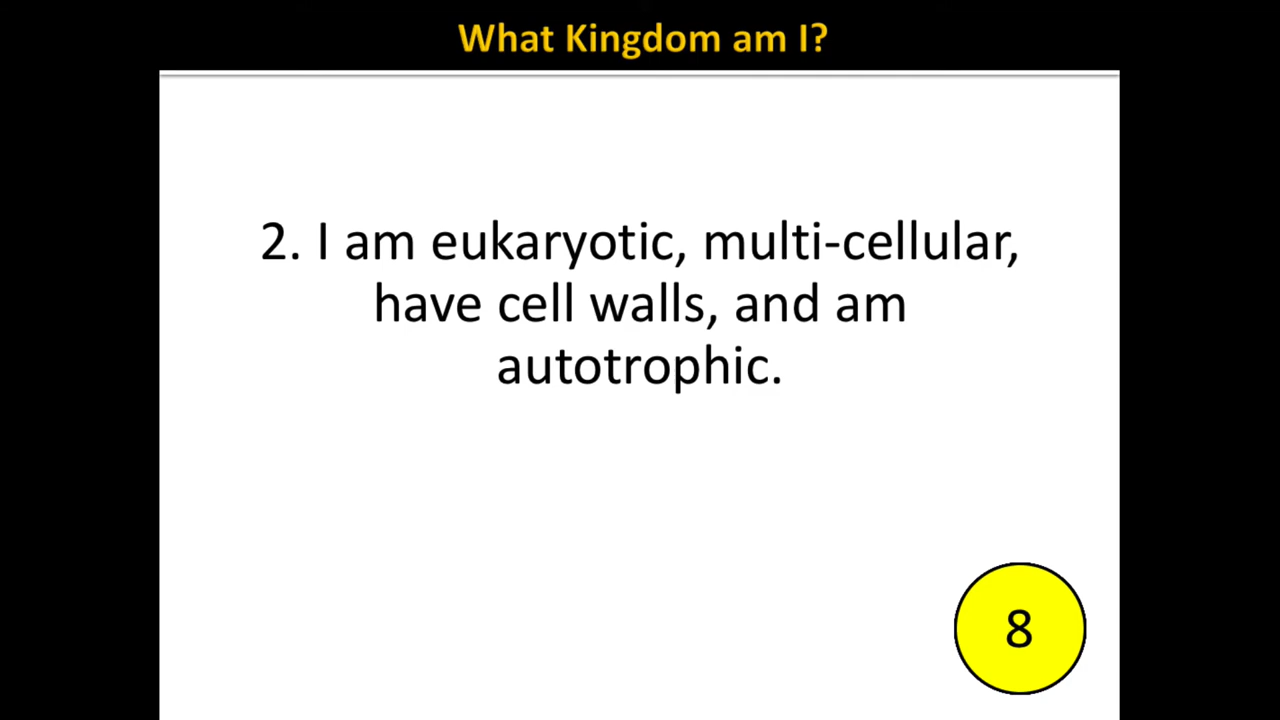 What Kingdom am I?
2. I am eukaryotic, multi-cellular,
have cell walls, and am
autotrophic.
8